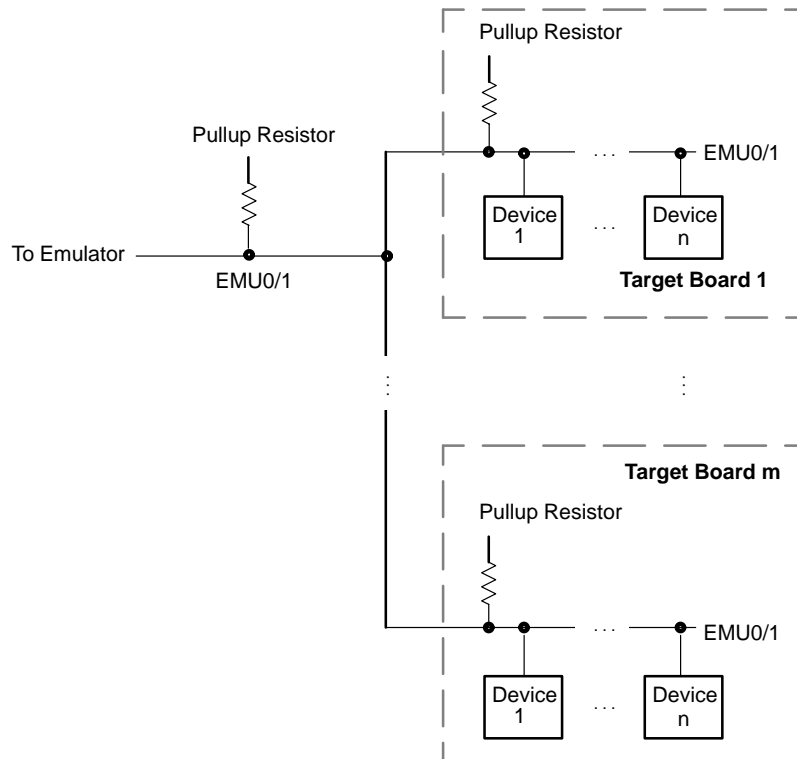 Pullup Resistor
Pullup Resistor
EMU0/1
. . .
Device
1
. . .
Device
n
To Emulator
EMU0/1
Target Board 1
. . .
. . .
Target Board m
Pullup Resistor
. . .
EMU0/1
Device
1
. . .
Device
n